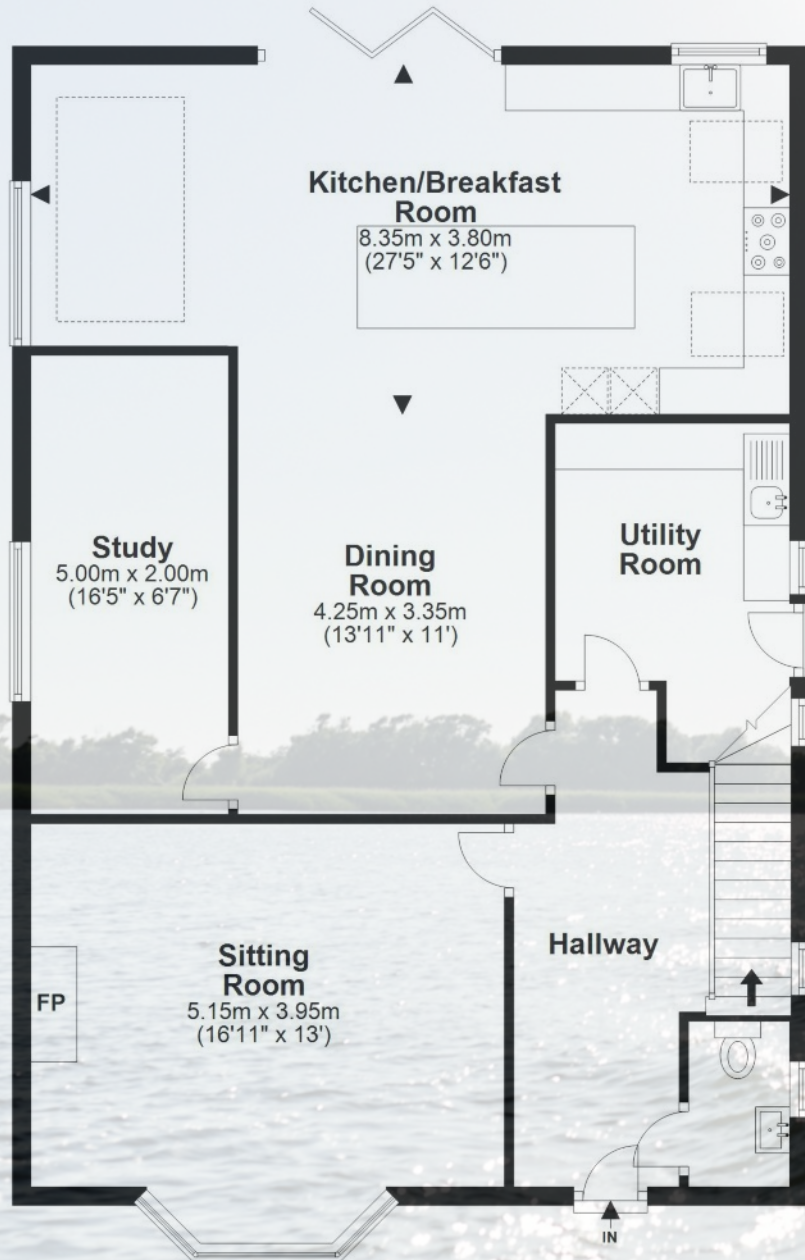 Kitchen/Breakfast
Room
8.35m x 3.80m
(27'5" x 12'6")
Study
5.00m x 2.00m
(16'5" x 6'7")
Dining
Room
4.25m x 3.35m
(13'11" x 11')
Utility
Room
Sitting
Room
5.15m x 3.95m
(16'11" x 13')
FP
Hallway
IN